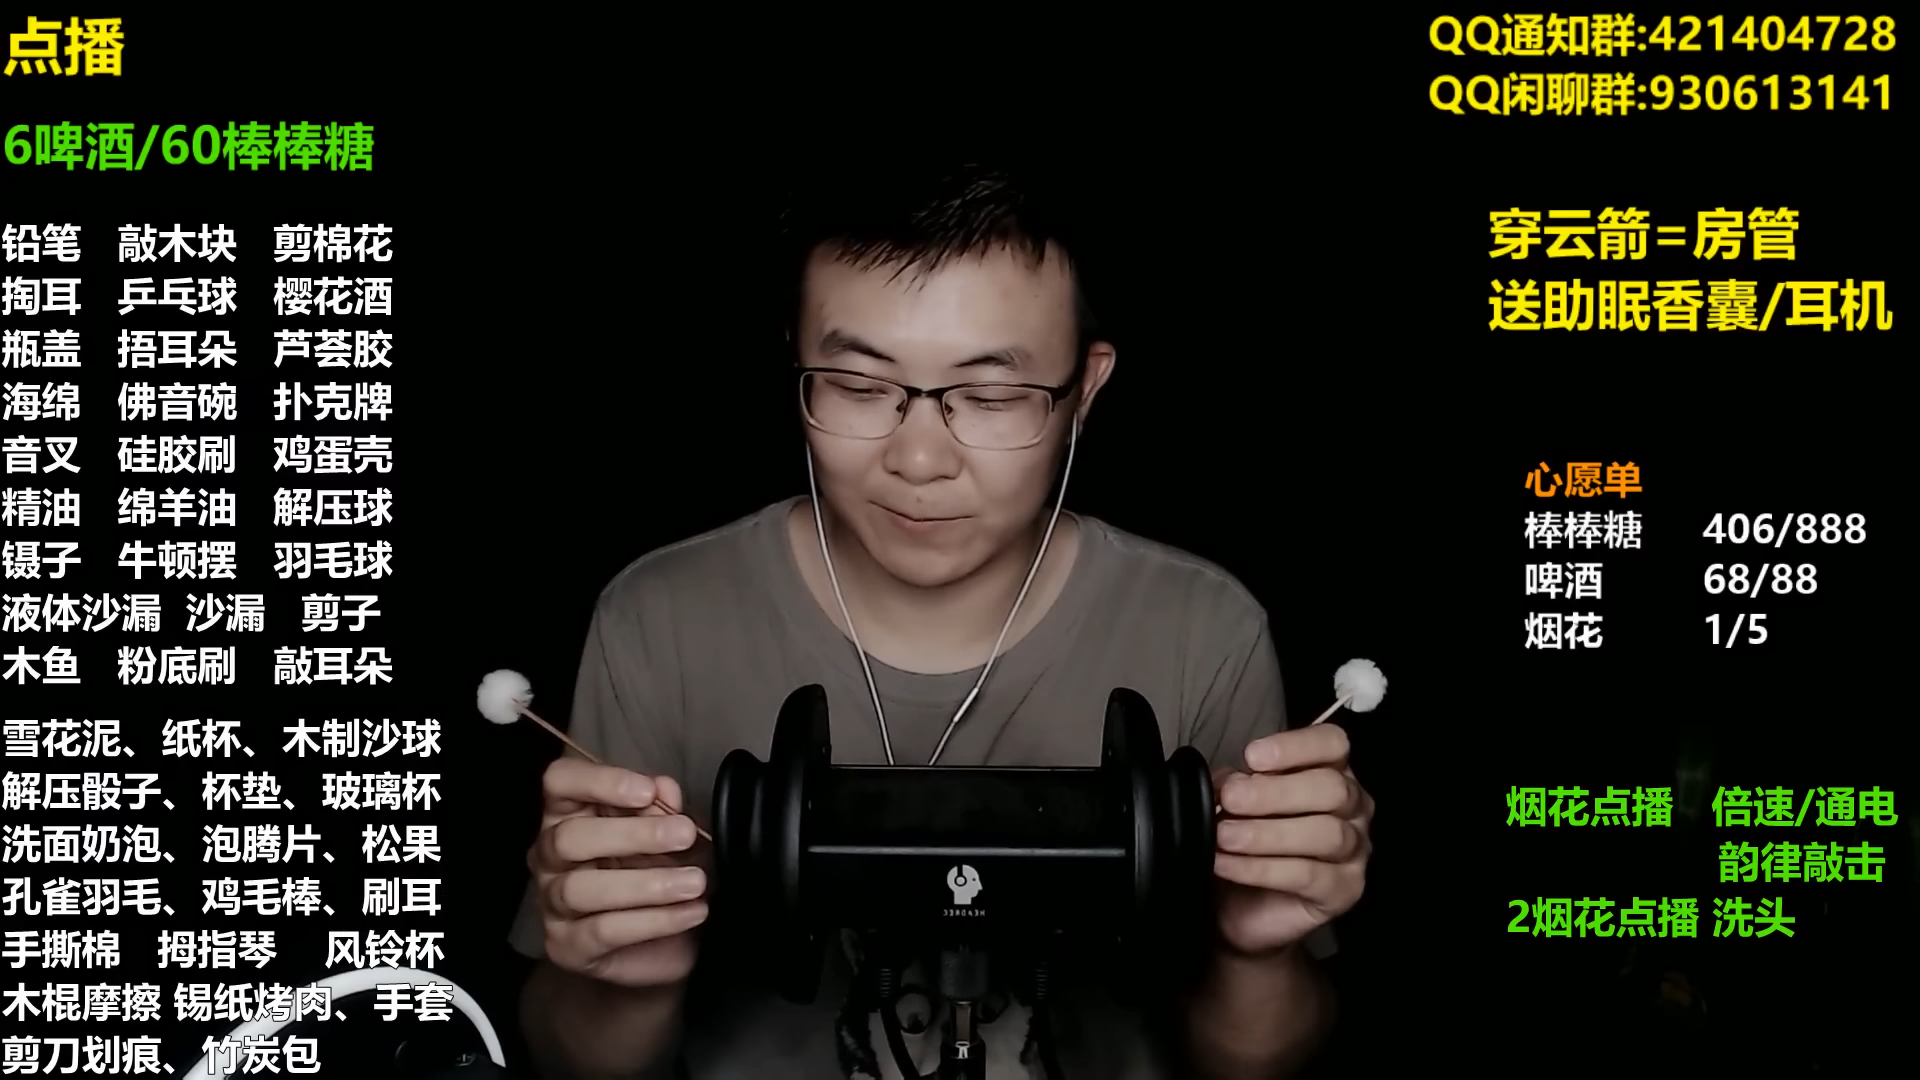 点播
6啤酒/60棒棒糖
铅笔 敲木块 剪棉花
掏耳 乒乓球 樱花酒
瓶盖 捂耳朵 芦荟胶
海绵 佛音碗 扑克牌
音叉 硅胶刷 鸡蛋壳
精油 绵羊油 解压球
镊子 牛顿摆 羽毛球
液体沙漏 沙漏 剪子
木鱼 粉底刷 敲耳朵
雪花泥、纸杯、木制沙球
解压骰子、杯垫、玻璃杯
洗面奶泡、泡腾片、松果
孔雀羽毛、鸡毛棒、刷耳
手撕棉 拇指琴 风铃杯
木棍摩擦 锡纸烤肉、手套
剪刀划痕、竹炭包
QQ通知群:421404728
QQ闲聊群:930613141
穿云箭=房管
送助眠香囊/耳机
心愿单
棒棒糖 406/888
啤酒 68/88
烟花 1/5
烟花点播 倍速/通电
韵律敲击
2烟花点播 洗头